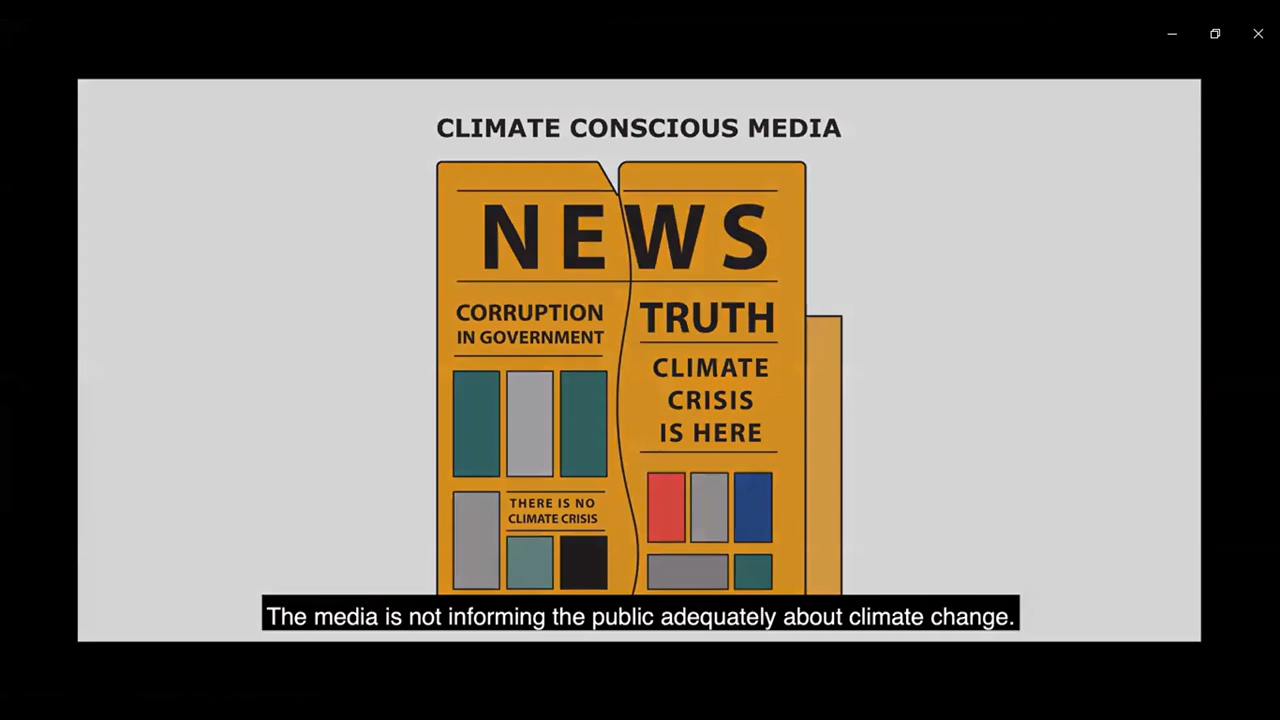 CLIMATE CONSCIOUS MEDIA
NEWS
CORRUPTION
IN GOVERNMENT
THERE IS NO
CLIMATE CRISIS
TRUTH
CLIMATE
CRISIS
IS HERE
The media is not informing the public adequately about climate change.